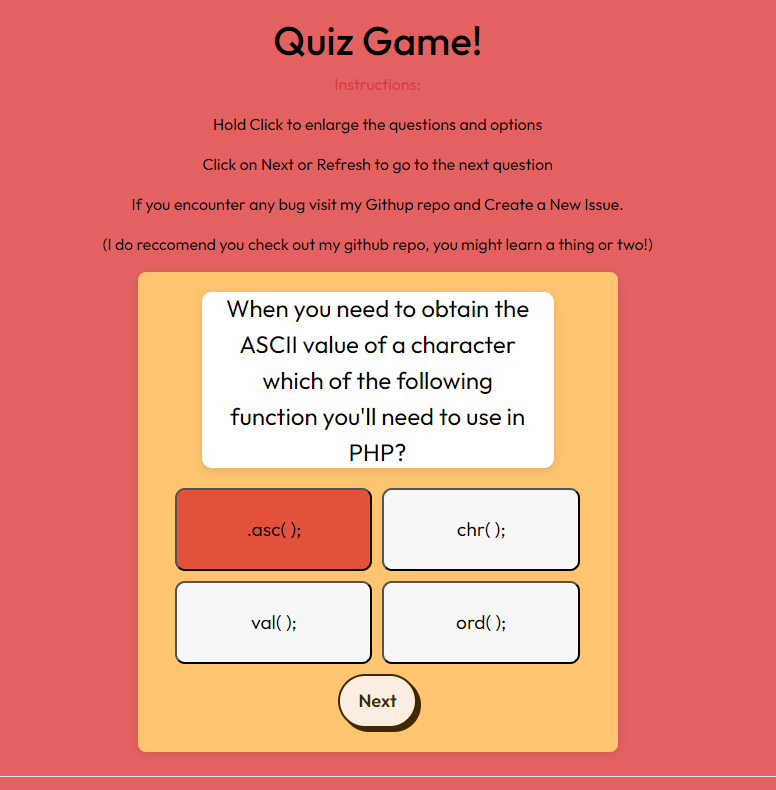 Quiz Game!
Instructions:
Hold Click to enlarge the questions and options
Click on Next or Refresh to go to the next question
If you encounter any bug visit my Githup repo and Create a New Issue.
(I do reccomend you check out my github repo, you might learn a thing or two!)
When you need to obtain the
ASCII value of a character
which of the following
function you'll need to use in
PHP?
.asc( );
chr( );
val( );
ord( );
Next